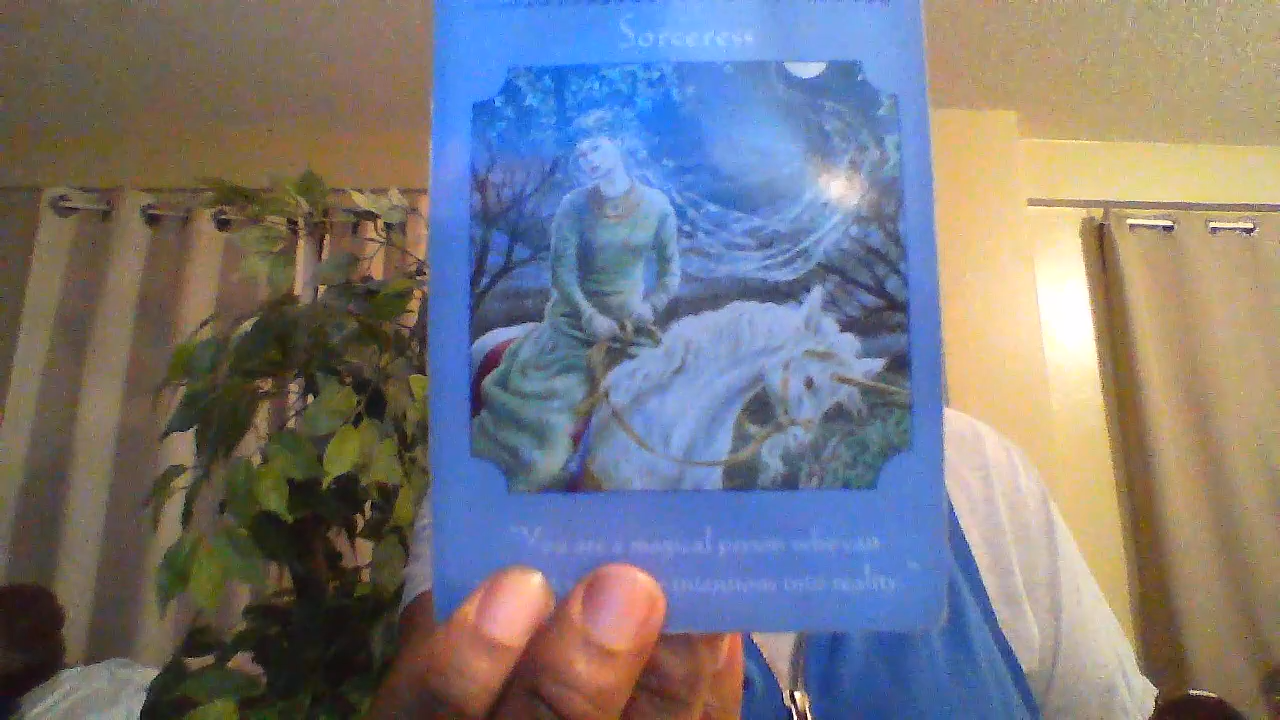 Sorceress
"You are a magical person who can
intentions into reality."